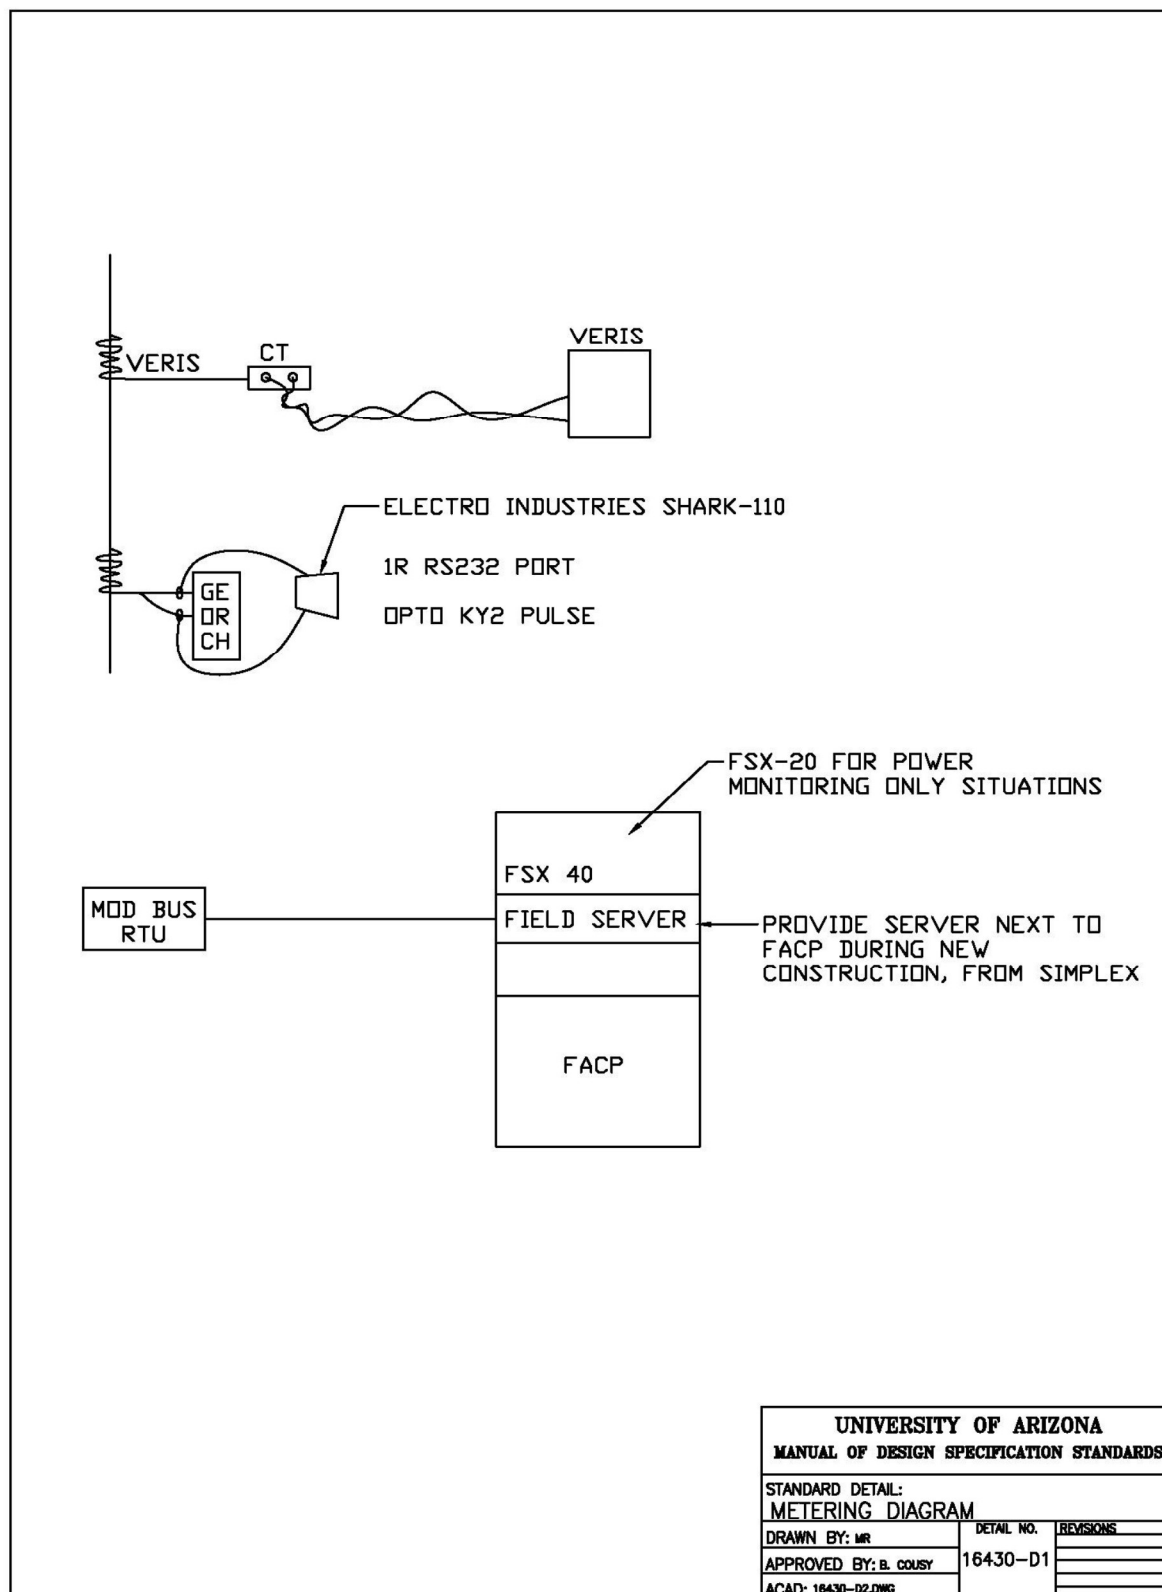 VERIS
VERIS
CT
ELECTRO INDUSTRIES SHARK-110
1R RS232 PORT
OPTO KY2 PULSE
GE
OR
CH
FSX-20 FOR POWER
MONITORING ONLY SITUATIONS
FSX 40
MOD BUS
RTU
FIELD SERVER
PROVIDE SERVER NEXT TO
FACP DURING NEW
CONSTRUCTION, FROM SIMPLEX
FACP
UNIVERSITY OF ARIZONA
MANUAL OF DESIGN SPECIFICATION STANDARDS
STANDARD DETAIL:
METERING DIAGRAM
DRAWN BY: MR
DETAIL NO.
REVISIONS
APPROVED BY: B. COUSY
16430-D1
ACAD: 16430-D2.DWG